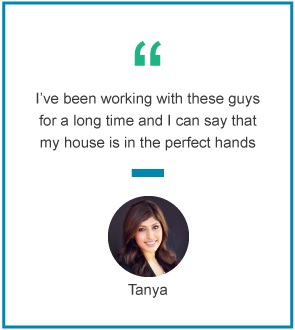 “
I’ve been working with these guys
for a long time and I can say that
my house is in the perfect hands
Tanya